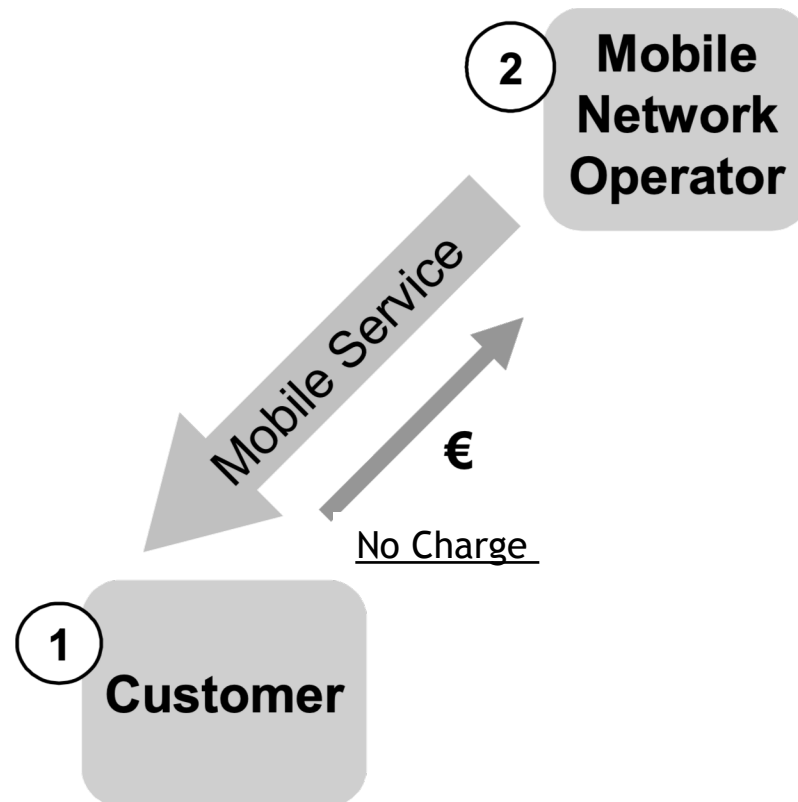 2
Mobile
Network
Operator
Mobile Service
€
No Charge
1
Customer